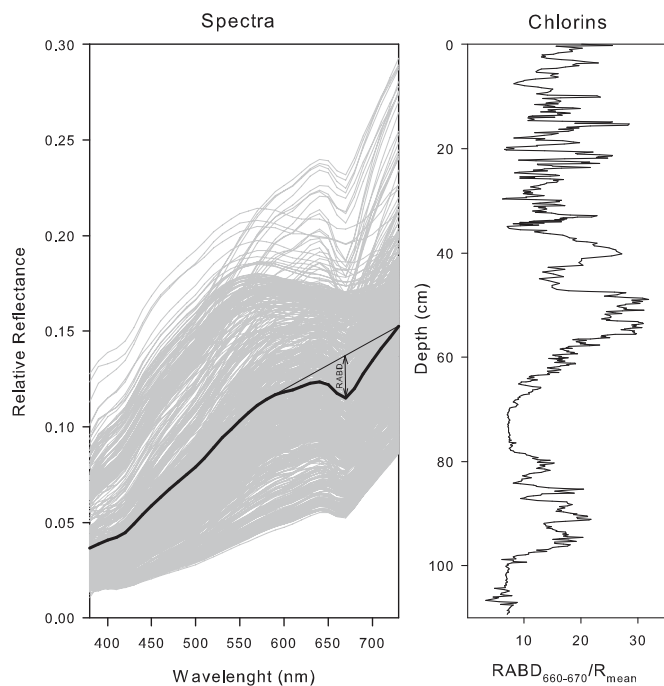 Spectra
Chlorins
0.30
0.25
0.20
0.15
0.10
0.05
0.00
Relative Reflectance
RABD
400 450 500 550 600 650 700
Wavelenght (nm)
0
20
40
60
80
100
Depth (cm)
10 20 30
RABD660-670/Rmean